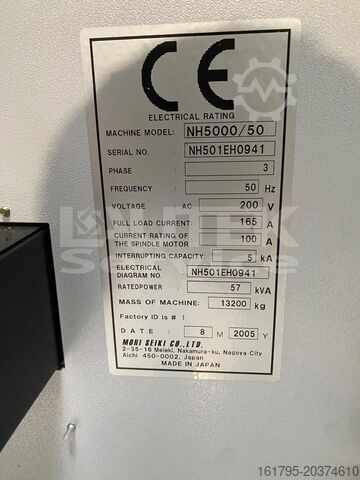 CE
ELECTRICAL RATING
MACHINE MODEL: NH5000/50
SERIAL NO. NH501EH0941
PHASE 3
FREQUENCY 50 Hz
VOLTAGE AC 200 V
FULL LOAD CURRENT: 165 A
CURRENT RATING OF
THE SPINDLE MOTOR 100 A
INTERRUPTING CAPACITY: 5 kA
ELECTRICAL
DIAGRAM NO. NH501EH0941
RATEDPOWER: 57 kVA
MASS OF MACHINE: 13200 kg
Factory ID is # 1
DATE: 8 M 2005 Y
MORI SEIKI CO.,LTD.
2-35-16 Meieki, Nakamura-ku, Nagoya City
Aichi 450-0002, Japan
MADE IN JAPAN
161795-20374610